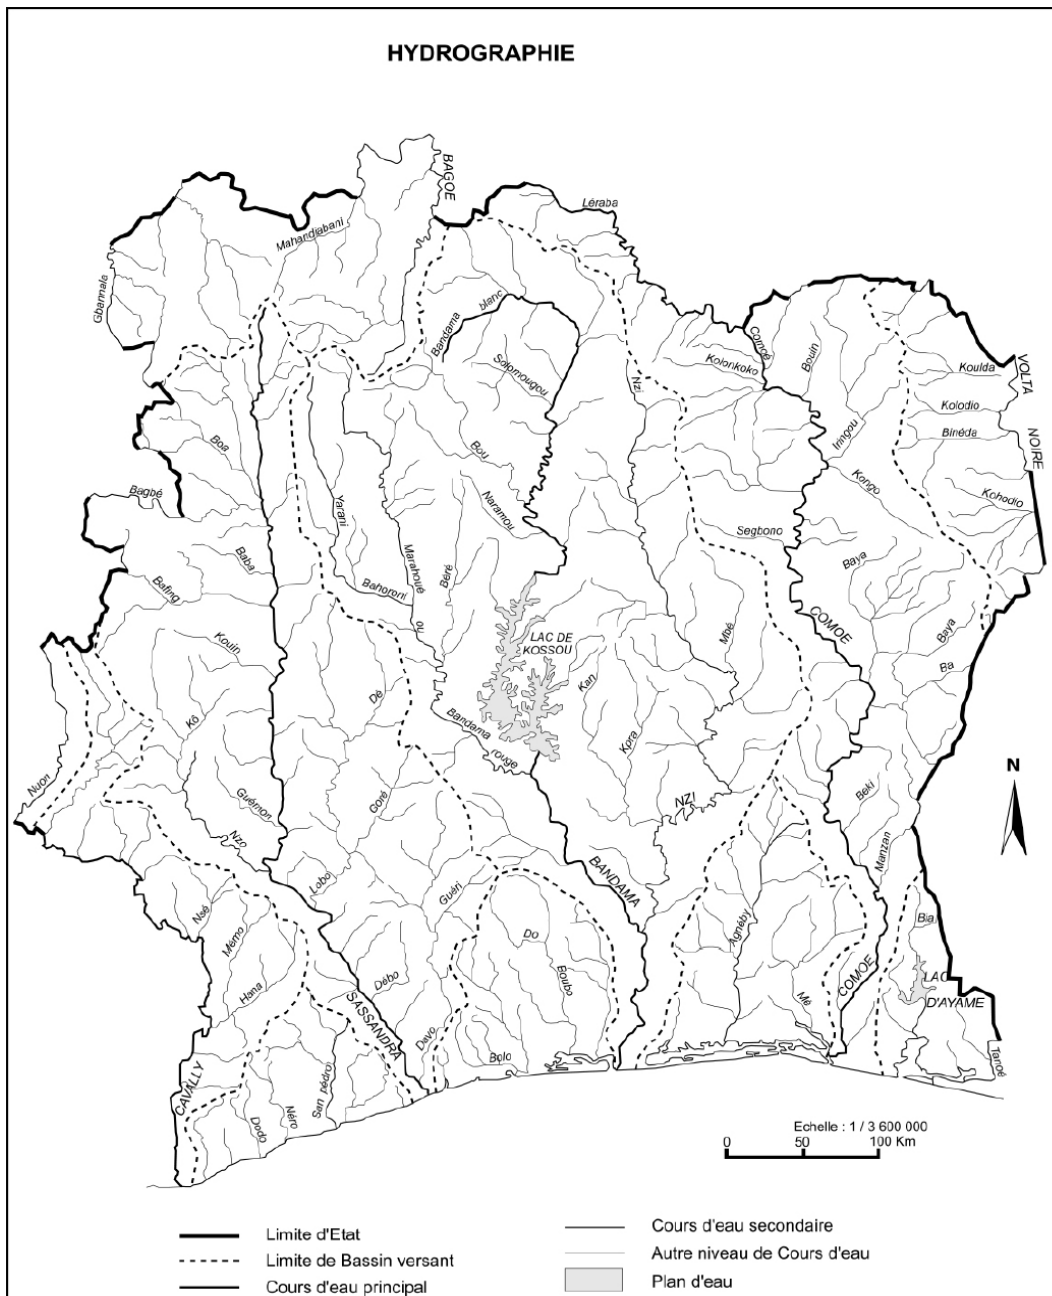 HYDROGRAPHIE
BAGOE
Léraba
Mahandiabani
Gbannala
Bandama
blanc
Comoé
Bouin
Kolonkoko
Solomougou
Nzi
Koulda
VOLTA
NOIRE
Kolodio
Binéda
Iringou
Boa
Bou
Kongo
Bagbé
Yarani
Naramou
Kohodio
Segbono
Marahoué
ou
Béré
Baba
Bafing
Bahoroni
Baya
COMOE
Mbé
Baya
Kouin
LAC DE
KOSSOU
Ba
Kan
Dé
Kô
Bandama
rouge
Kpra
Nuon
Guémon
Goré
NZI
Béki
N
Nzo
Manzan
Lobo
Guéri
BANDAMA
Nsé
Mémo
Do
Agnéby
Bia
Hana
Débo
Boubo
COMOE
LAC
D'AYAME
Mé
SASSANDRA
Davo
Bolo
Tanoé
CAVALLY
San pédro
Néro
Dodo
Echelle : 1 / 3 600 000
0 50 100 Km
Limite d'Etat
Limite de Bassin versant
Cours d'eau principal
Cours d'eau secondaire
Autre niveau de Cours d'eau
Plan d'eau